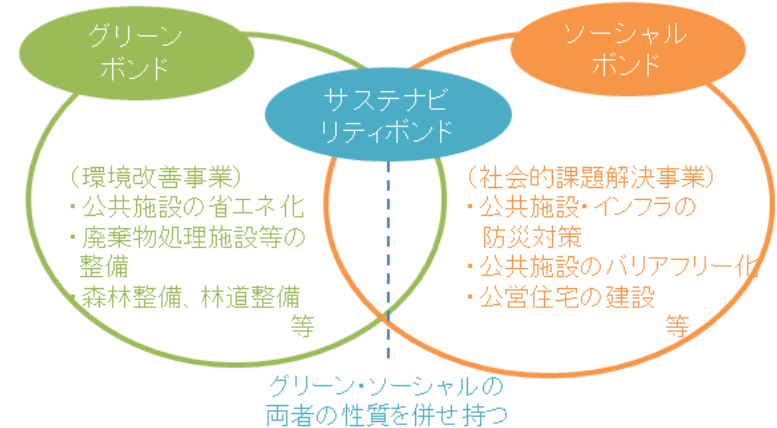 グリーン
ボンド
ソーシャル
ボンド
サステナビ
リティボンド
(環境改善事業)
・公共施設の省エネ化
・廃棄物処理施設等の
整備
・森林整備、林道整備
等
(社会的課題解決事業)
・公共施設・インフラの
防災対策
・公共施設のバリアフリー化
・公営住宅の建設
等
グリーン・ソーシャルの
両者の性質を併せ持つ